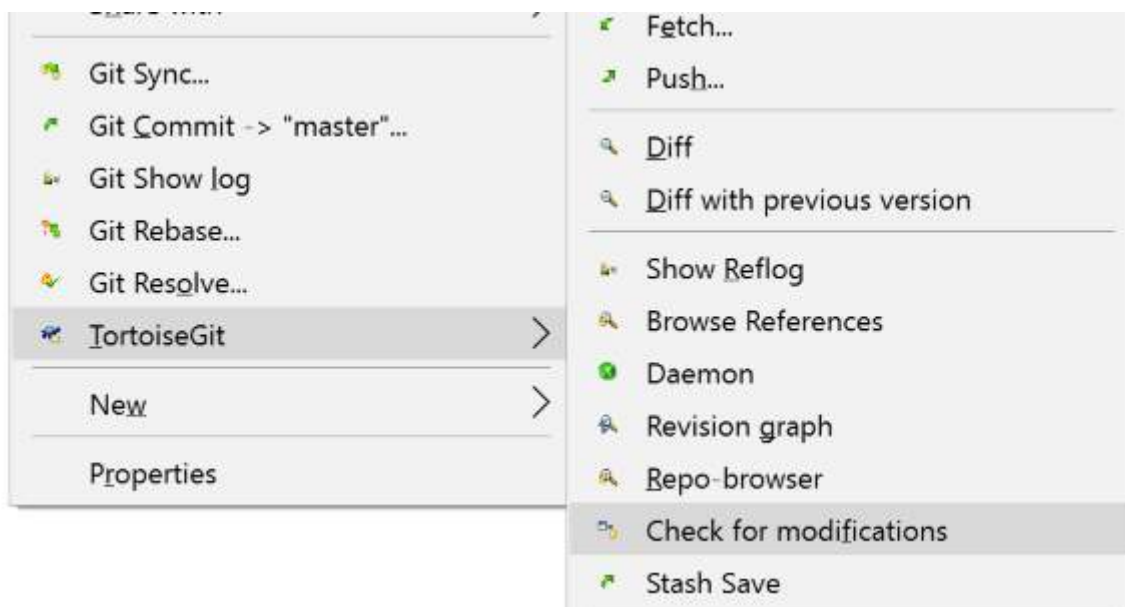 Git Sync...
Git Commit -> "master"...
Git Show log
Git Rebase...
Git Resolve...
TortoiseGit
New
Properties
Fetch...
Push...
Diff
Diff with previous version
Show Reflog
Browse References
Daemon
Revision graph
Repo-browser
Check for modifications
Stash Save